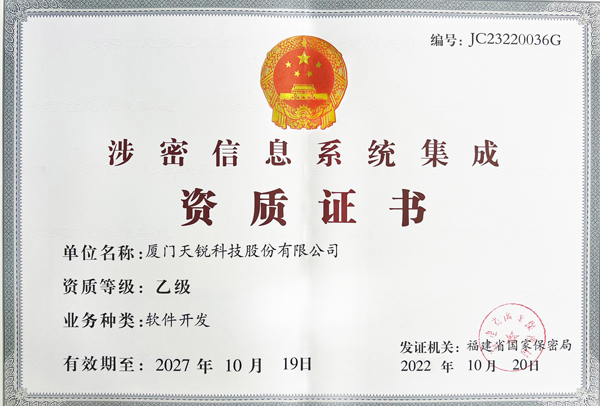 编号：JC23220036G
涉密信息系统集成
资质证书
单位名称：厦门天锐科技股份有限公司
资质等级：乙级
业务种类：软件开发
发证机关：福建省国家保密局
有效期至：2027 年 10 月 19日
2022 年 10 月 20日